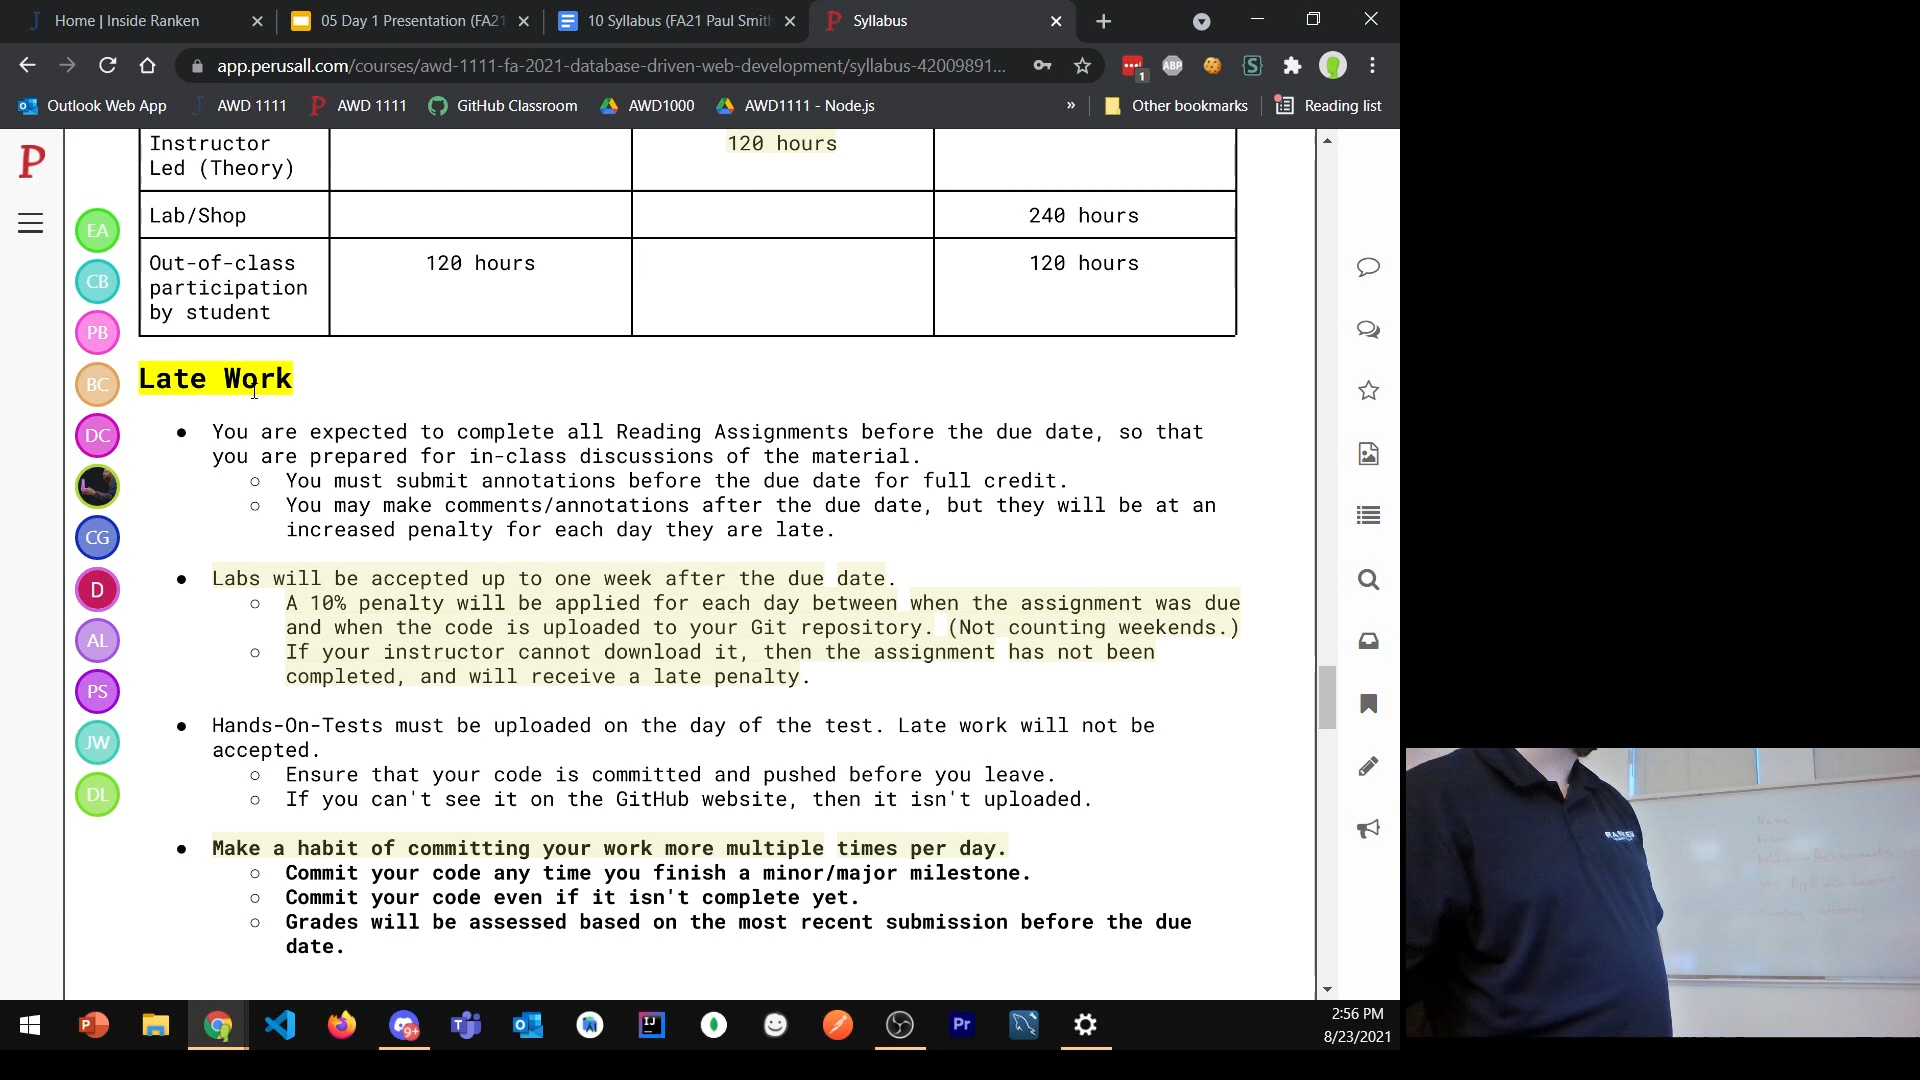 Home | Inside Ranken
05 Day 1 Presentation (FA21
10 Syllabus (FA21 Paul Smith
Syllabus
app.perusall.com/courses/awd-1111-fa-2021-database-driven-web-development/syllabus-42009891...
1
ABP
S
Outlook Web App
AWD 1111
AWD 1111
GitHub Classroom
AWD1000
AWD1111 - Node.js
»
Other bookmarks
Reading list
P
EA
CB
PB
BC
DC
CG
D
AL
PS
JW
DL
Instructor
Led (Theory)
120 hours
Lab/Shop
240 hours
Out-of-class
participation
by student
120 hours
120 hours
Late Work
● You are expected to complete all Reading Assignments before the due date, so that
you are prepared for in-class discussions of the material.
○ You must submit annotations before the due date for full credit.
○ You may make comments/annotations after the due date, but they will be at an
increased penalty for each day they are late.
● Labs will be accepted up to one week after the due date.
○ A 10% penalty will be applied for each day between when the assignment was due
and when the code is uploaded to your Git repository. (Not counting weekends.)
○ If your instructor cannot download it, then the assignment has not been
completed, and will receive a late penalty.
● Hands-On-Tests must be uploaded on the day of the test. Late work will not be
accepted.
○ Ensure that your code is committed and pushed before you leave.
○ If you can't see it on the GitHub website, then it isn't uploaded.
● Make a habit of committing your work more multiple times per day.
○ Commit your code any time you finish a minor/major milestone.
○ Commit your code even if it isn't complete yet.
○ Grades will be assessed based on the most recent submission before the due
date.
RANKEN
Name
9+
IJ
Pr
2:56 PM
8/23/2021